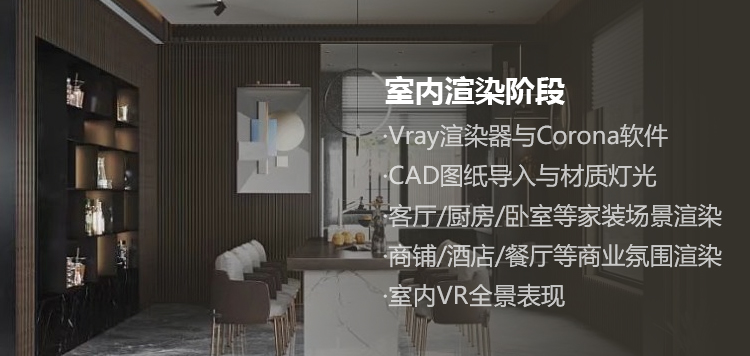 室内渲染阶段
·Vray渲染器与Corona软件
·CAD图纸导入与材质灯光
·客厅/厨房/卧室等家装场景渲染
·商铺/酒店/餐厅等商业氛围渲染
·室内VR全景表现